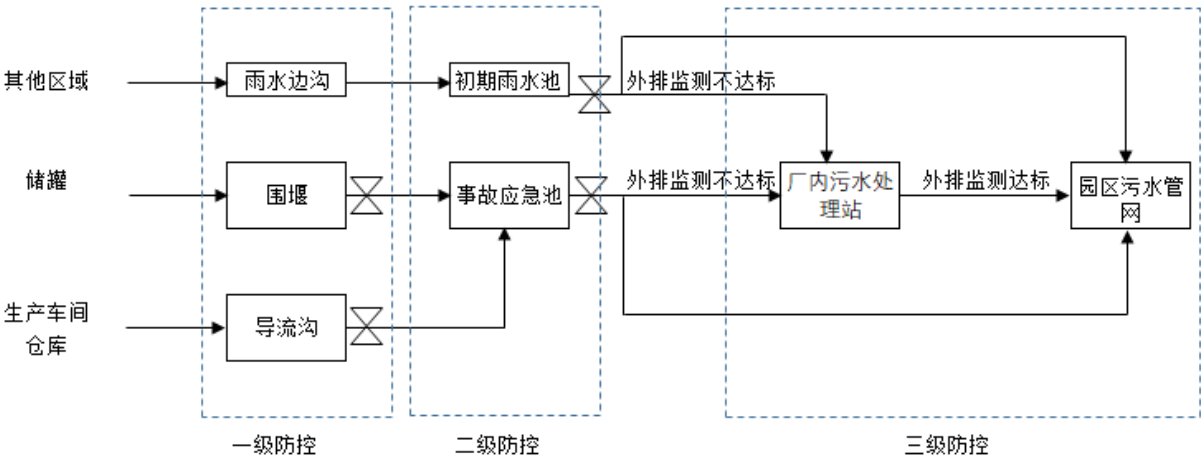 其他区域
雨水边沟
初期雨水池
外排监测不达标
储罐
围堰
事故应急池
外排监测不达标
厂内污水处
理站
外排监测达标
园区污水管
网
生产车间
仓库
导流沟
一级防控
二级防控
三级防控